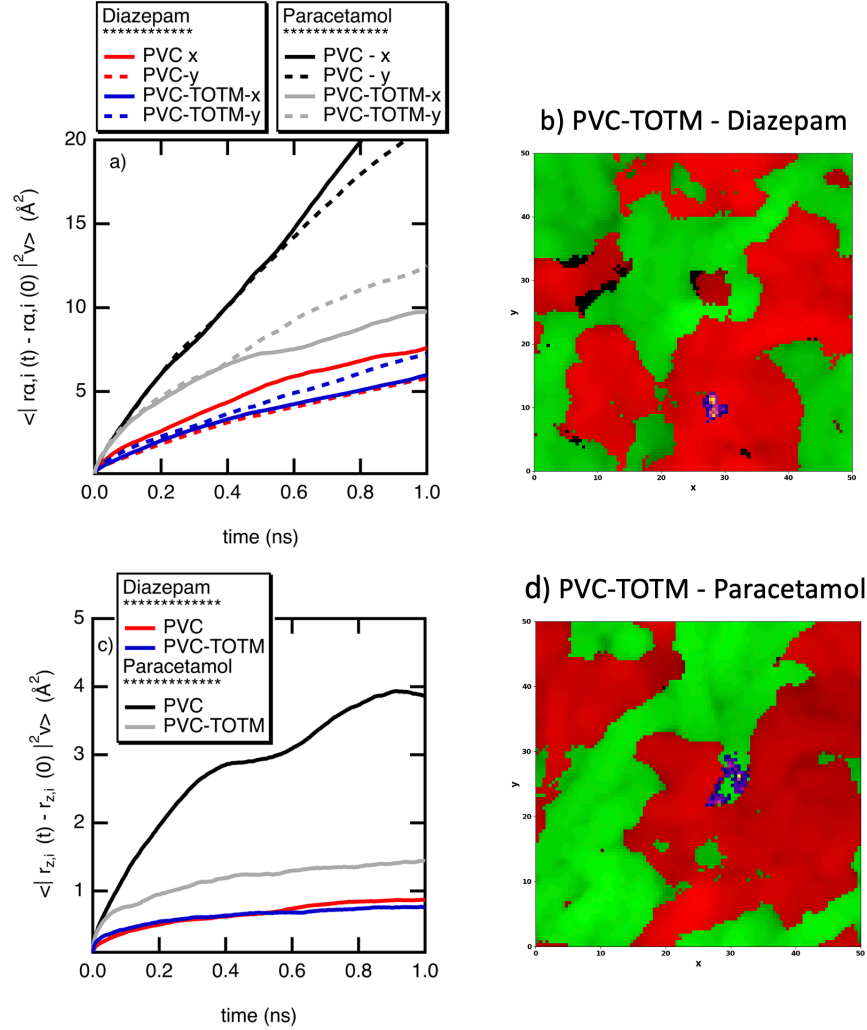 Diazepam
************
PVC x
PVC-y
PVC-TOTM-x
PVC-TOTM-y
Paracetamol
**************
PVC - x
PVC - y
PVC-TOTM-x
PVC-TOTM-y
a)
20
15
10
5
0.0 0.2 0.4 0.6 0.8 1.0
time (ns)
<| rα,i (t) - rα,i (0) |²v> (Å²)
b) PVC-TOTM - Diazepam
50
40
30
20
10
0
0 10 20 30 40 50
x
y
Diazepam
*************
PVC
PVC-TOTM
Paracetamol
*************
PVC
PVC-TOTM
c)
5
4
3
2
1
0.0 0.2 0.4 0.6 0.8 1.0
time (ns)
<| rz,i (t) - rz,i (0) |²v> (Å²)
d) PVC-TOTM - Paracetamol
50
40
30
20
10
0
0 10 20 30 40 50
x
y